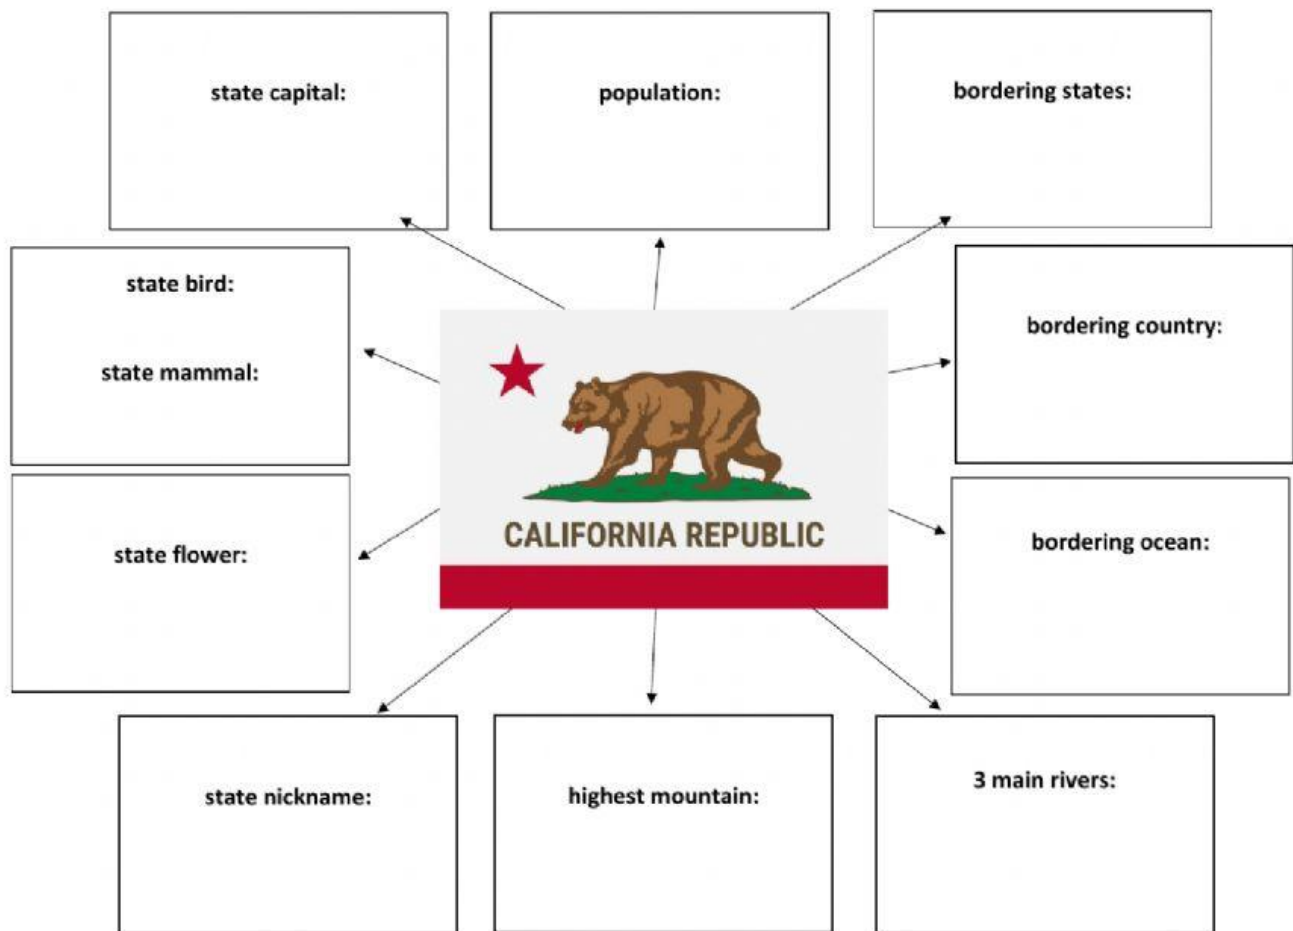 state capital:
population:
bordering states:
state bird:
state mammal:
bordering country:
CALIFORNIA REPUBLIC
state flower:
bordering ocean:
state nickname:
highest mountain:
3 main rivers: